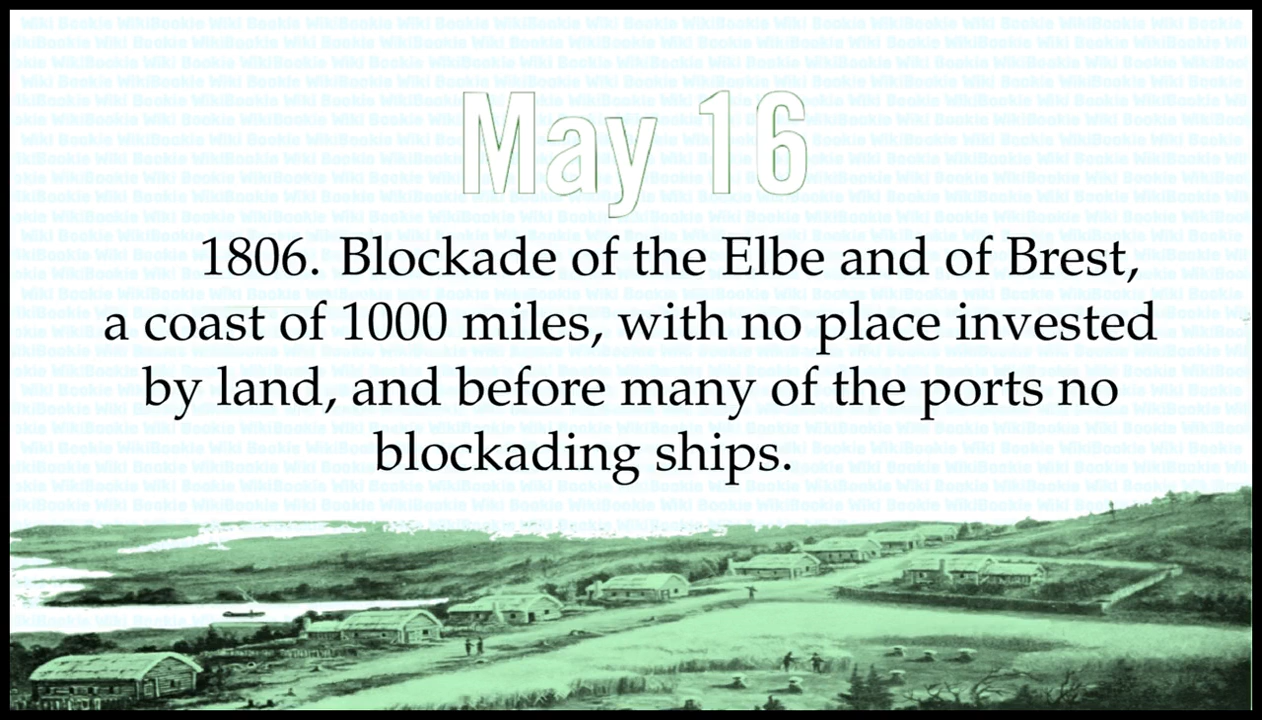 May 16
1806. Blockade of the Elbe and of Brest,
a coast of 1000 miles, with no place invested
by land, and before many of the ports no
blockading ships.